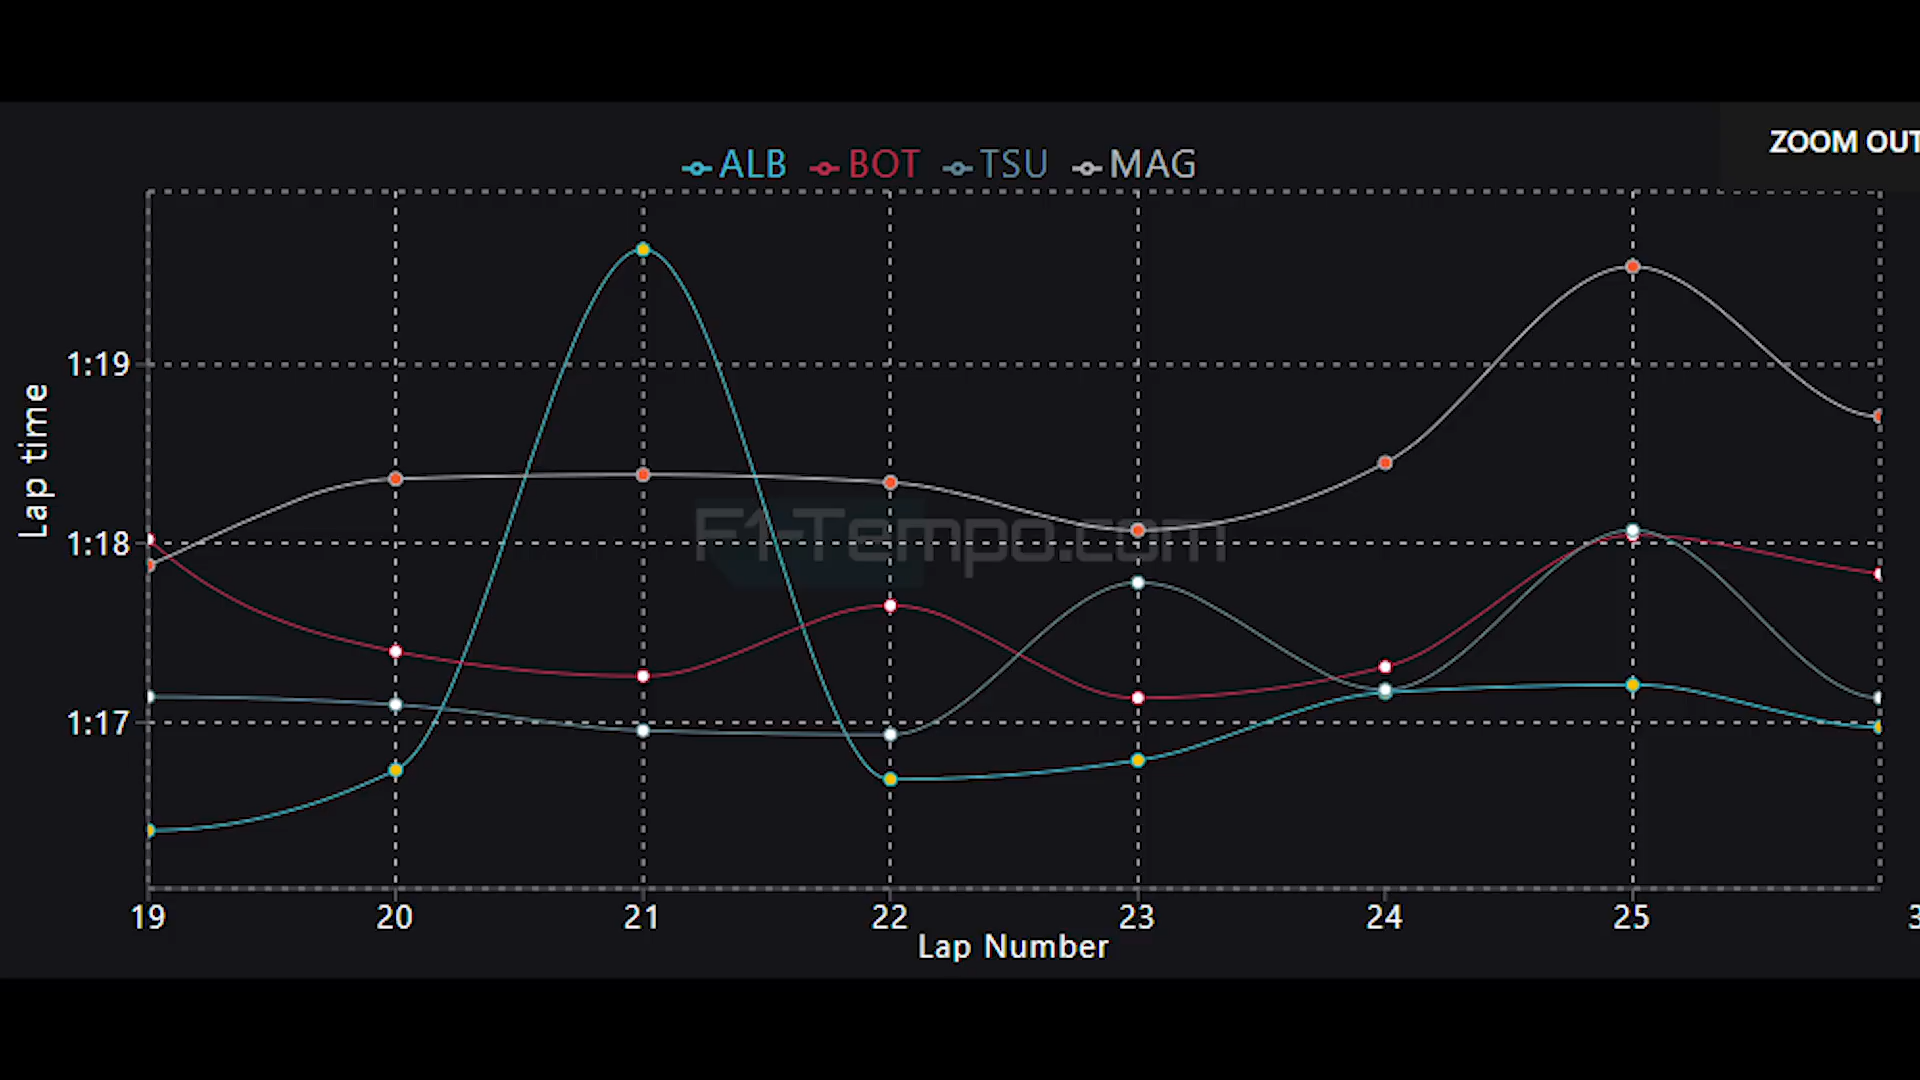 ZOOM OUT
ALB BOT TSU MAG
1:19
1:18
1:17
Lap time
F1-Tempo.com
19 20 21 22 23 24 25 3
Lap Number